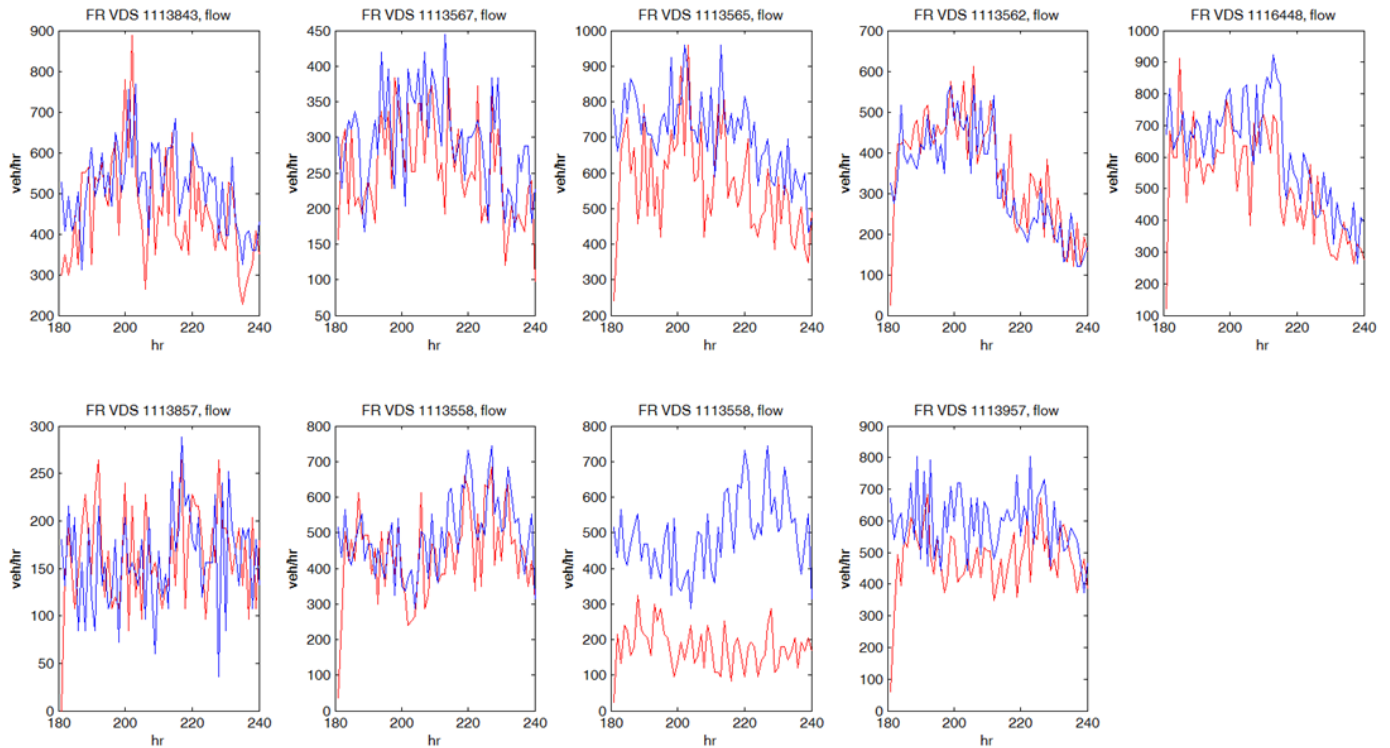 FR VDS 1113843, flow
900
800
700
600
500
400
300
200
veh/hr
180 200 220 240
hr
FR VDS 1113567, flow
450
400
350
300
250
200
150
100
50
veh/hr
180 200 220 240
hr
FR VDS 1113565, flow
1000
900
800
700
600
500
400
300
200
veh/hr
180 200 220 240
hr
FR VDS 1113562, flow
700
600
500
400
300
200
100
0
veh/hr
180 200 220 240
hr
FR VDS 1116448, flow
1000
900
800
700
600
500
400
300
200
100
veh/hr
180 200 220 240
hr
FR VDS 1113857, flow
300
250
200
150
100
50
0
veh/hr
180 200 220 240
hr
FR VDS 1113558, flow
800
700
600
500
400
300
200
100
0
veh/hr
180 200 220 240
hr
FR VDS 1113558, flow
800
700
600
500
400
300
200
100
0
veh/hr
180 200 220 240
hr
FR VDS 1113957, flow
900
800
700
600
500
400
300
200
100
0
veh/hr
180 200 220 240
hr